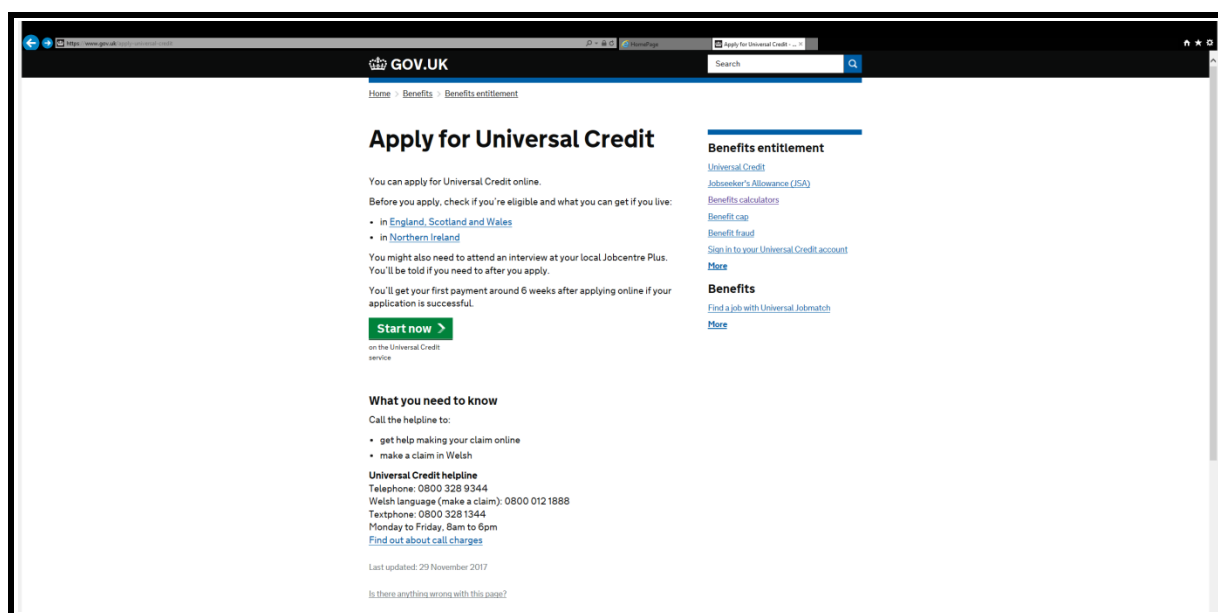 https://www.gov.uk/apply-universal-credit
HomePage
Apply for Universal Credit - ...
GOV.UK
Search
Home > Benefits > Benefits entitlement
Apply for Universal Credit
You can apply for Universal Credit online.
Before you apply, check if you're eligible and what you can get if you live:
• in England, Scotland and Wales
• in Northern Ireland
You might also need to attend an interview at your local Jobcentre Plus.
You'll be told if you need to after you apply.
You'll get your first payment around 6 weeks after applying online if your
application is successful.
Start now
on the Universal Credit
service
What you need to know
Call the helpline to:
• get help making your claim online
• make a claim in Welsh
Universal Credit helpline
Telephone: 0800 328 9344
Welsh language (make a claim): 0800 012 1888
Textphone: 0800 328 1344
Monday to Friday, 8am to 6pm
Find out about call charges
Last updated: 29 November 2017
Is there anything wrong with this page?
Benefits entitlement
Universal Credit
Jobseeker's Allowance (JSA)
Benefits calculators
Benefit cap
Benefit fraud
Sign in to your Universal Credit account
More
Benefits
Find a job with Universal Jobmatch
More